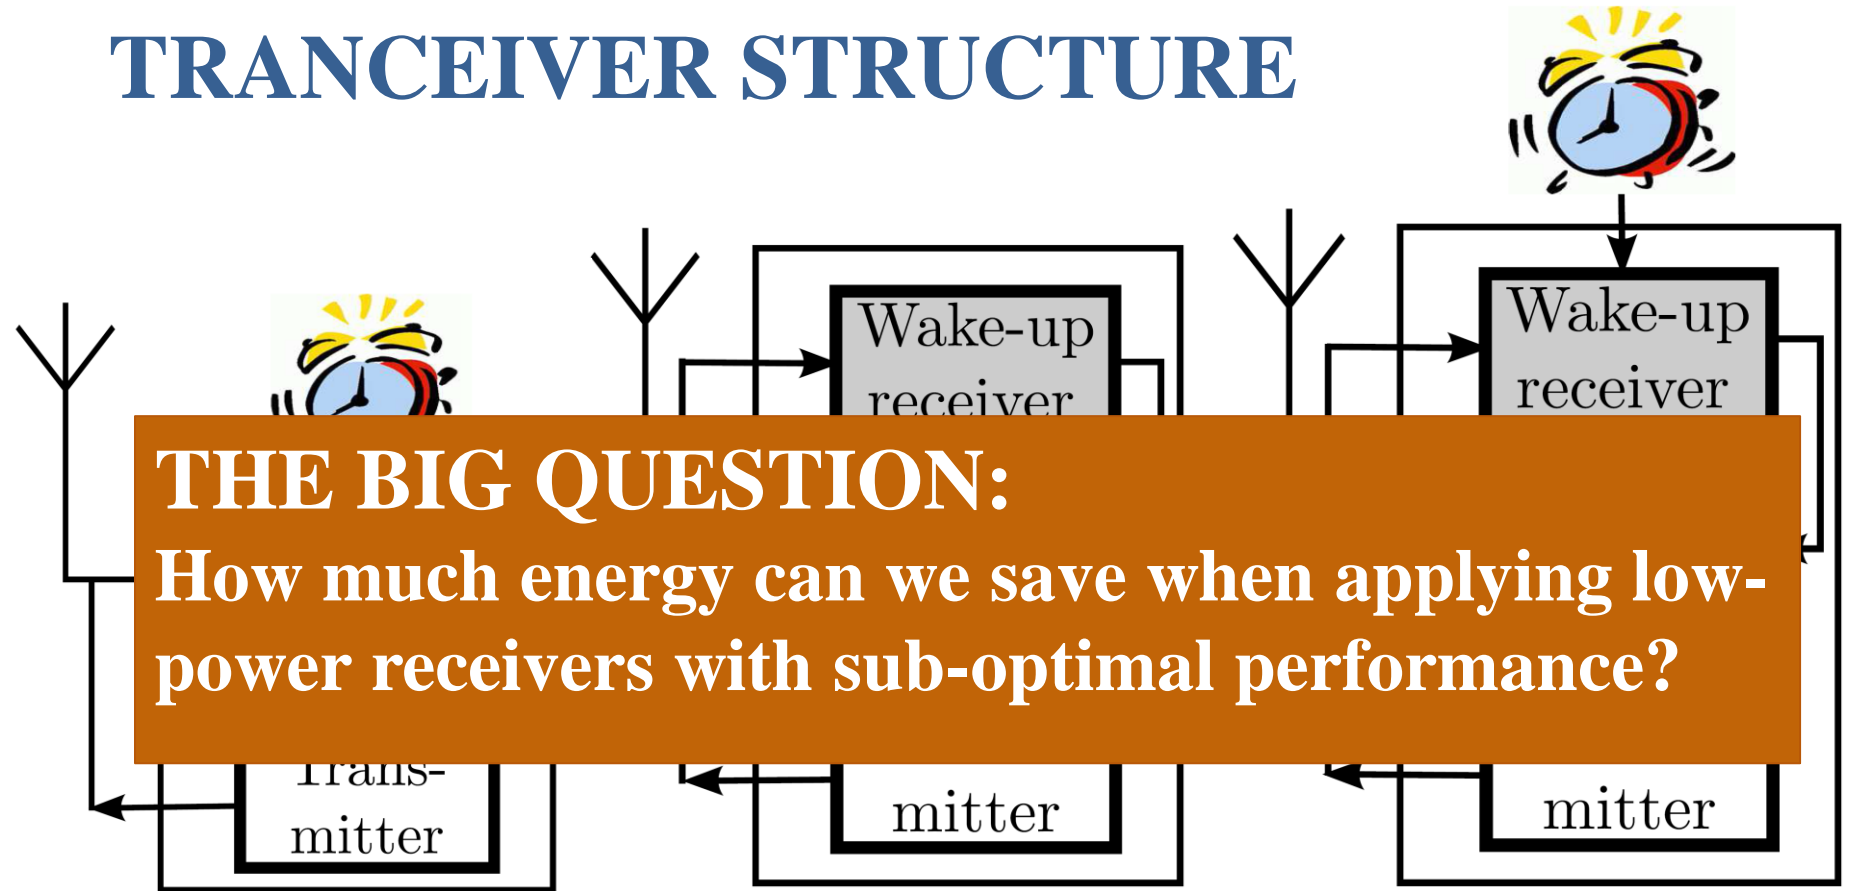 TRANCEIVER STRUCTURE
Wake-up
receiver
Wake-up
receiver
THE BIG QUESTION:
How much energy can we save when applying low-
power receivers with sub-optimal performance?
Trans-
mitter
mitter
mitter